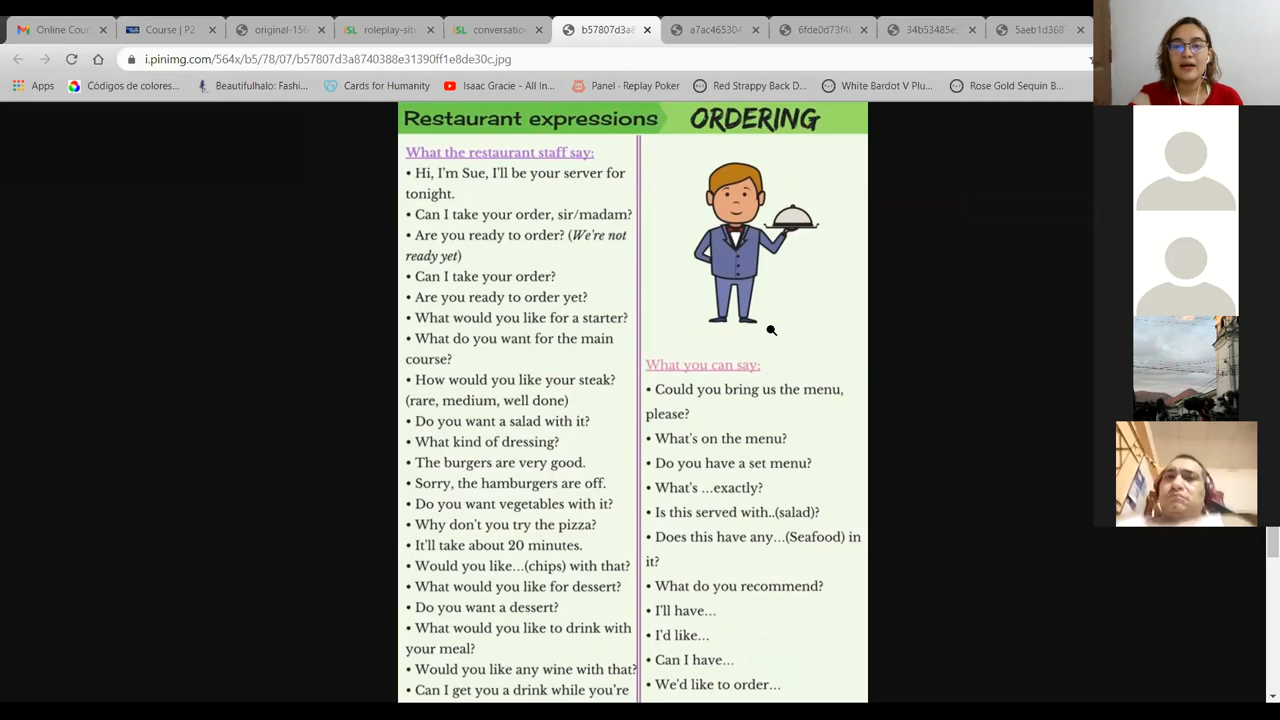 Online Cour
Course | P2
original-156
ISL roleplay-sit
ISL conversatio
b57807d3a8
a7ac465304
6fde0d73f4
34b53485e
5aeb1d368
i.pinimg.com/564x/b5/78/07/b57807d3a8740388e31390ff1e8de30c.jpg
Apps
Códigos de colores...
Beautifulhalo: Fashi...
Cards for Humanity
Isaac Gracie - All In...
Panel · Replay Poker
Red Strappy Back D...
White Bardot V Plu...
Rose Gold Sequin B...
Restaurant expressions
ORDERING
What the restaurant staff say:
• Hi, I'm Sue, I'll be your server for
tonight.
• Can I take your order, sir/madam?
• Are you ready to order? (We're not
ready yet)
• Can I take your order?
• Are you ready to order yet?
• What would you like for a starter?
• What do you want for the main
course?
• How would you like your steak?
(rare, medium, well done)
• Do you want a salad with it?
• What kind of dressing?
• The burgers are very good.
• Sorry, the hamburgers are off.
• Do you want vegetables with it?
• Why don't you try the pizza?
• It'll take about 20 minutes.
• Would you like...(chips) with that?
• What would you like for dessert?
• Do you want a dessert?
• What would you like to drink with
your meal?
• Would you like any wine with that?
• Can I get you a drink while you're
What you can say:
• Could you bring us the menu,
please?
• What's on the menu?
• Do you have a set menu?
• What's ...exactly?
• Is this served with..(salad)?
• Does this have any...(Seafood) in
it?
• What do you recommend?
• I'll have...
• I'd like...
• Can I have...
• We'd like to order...